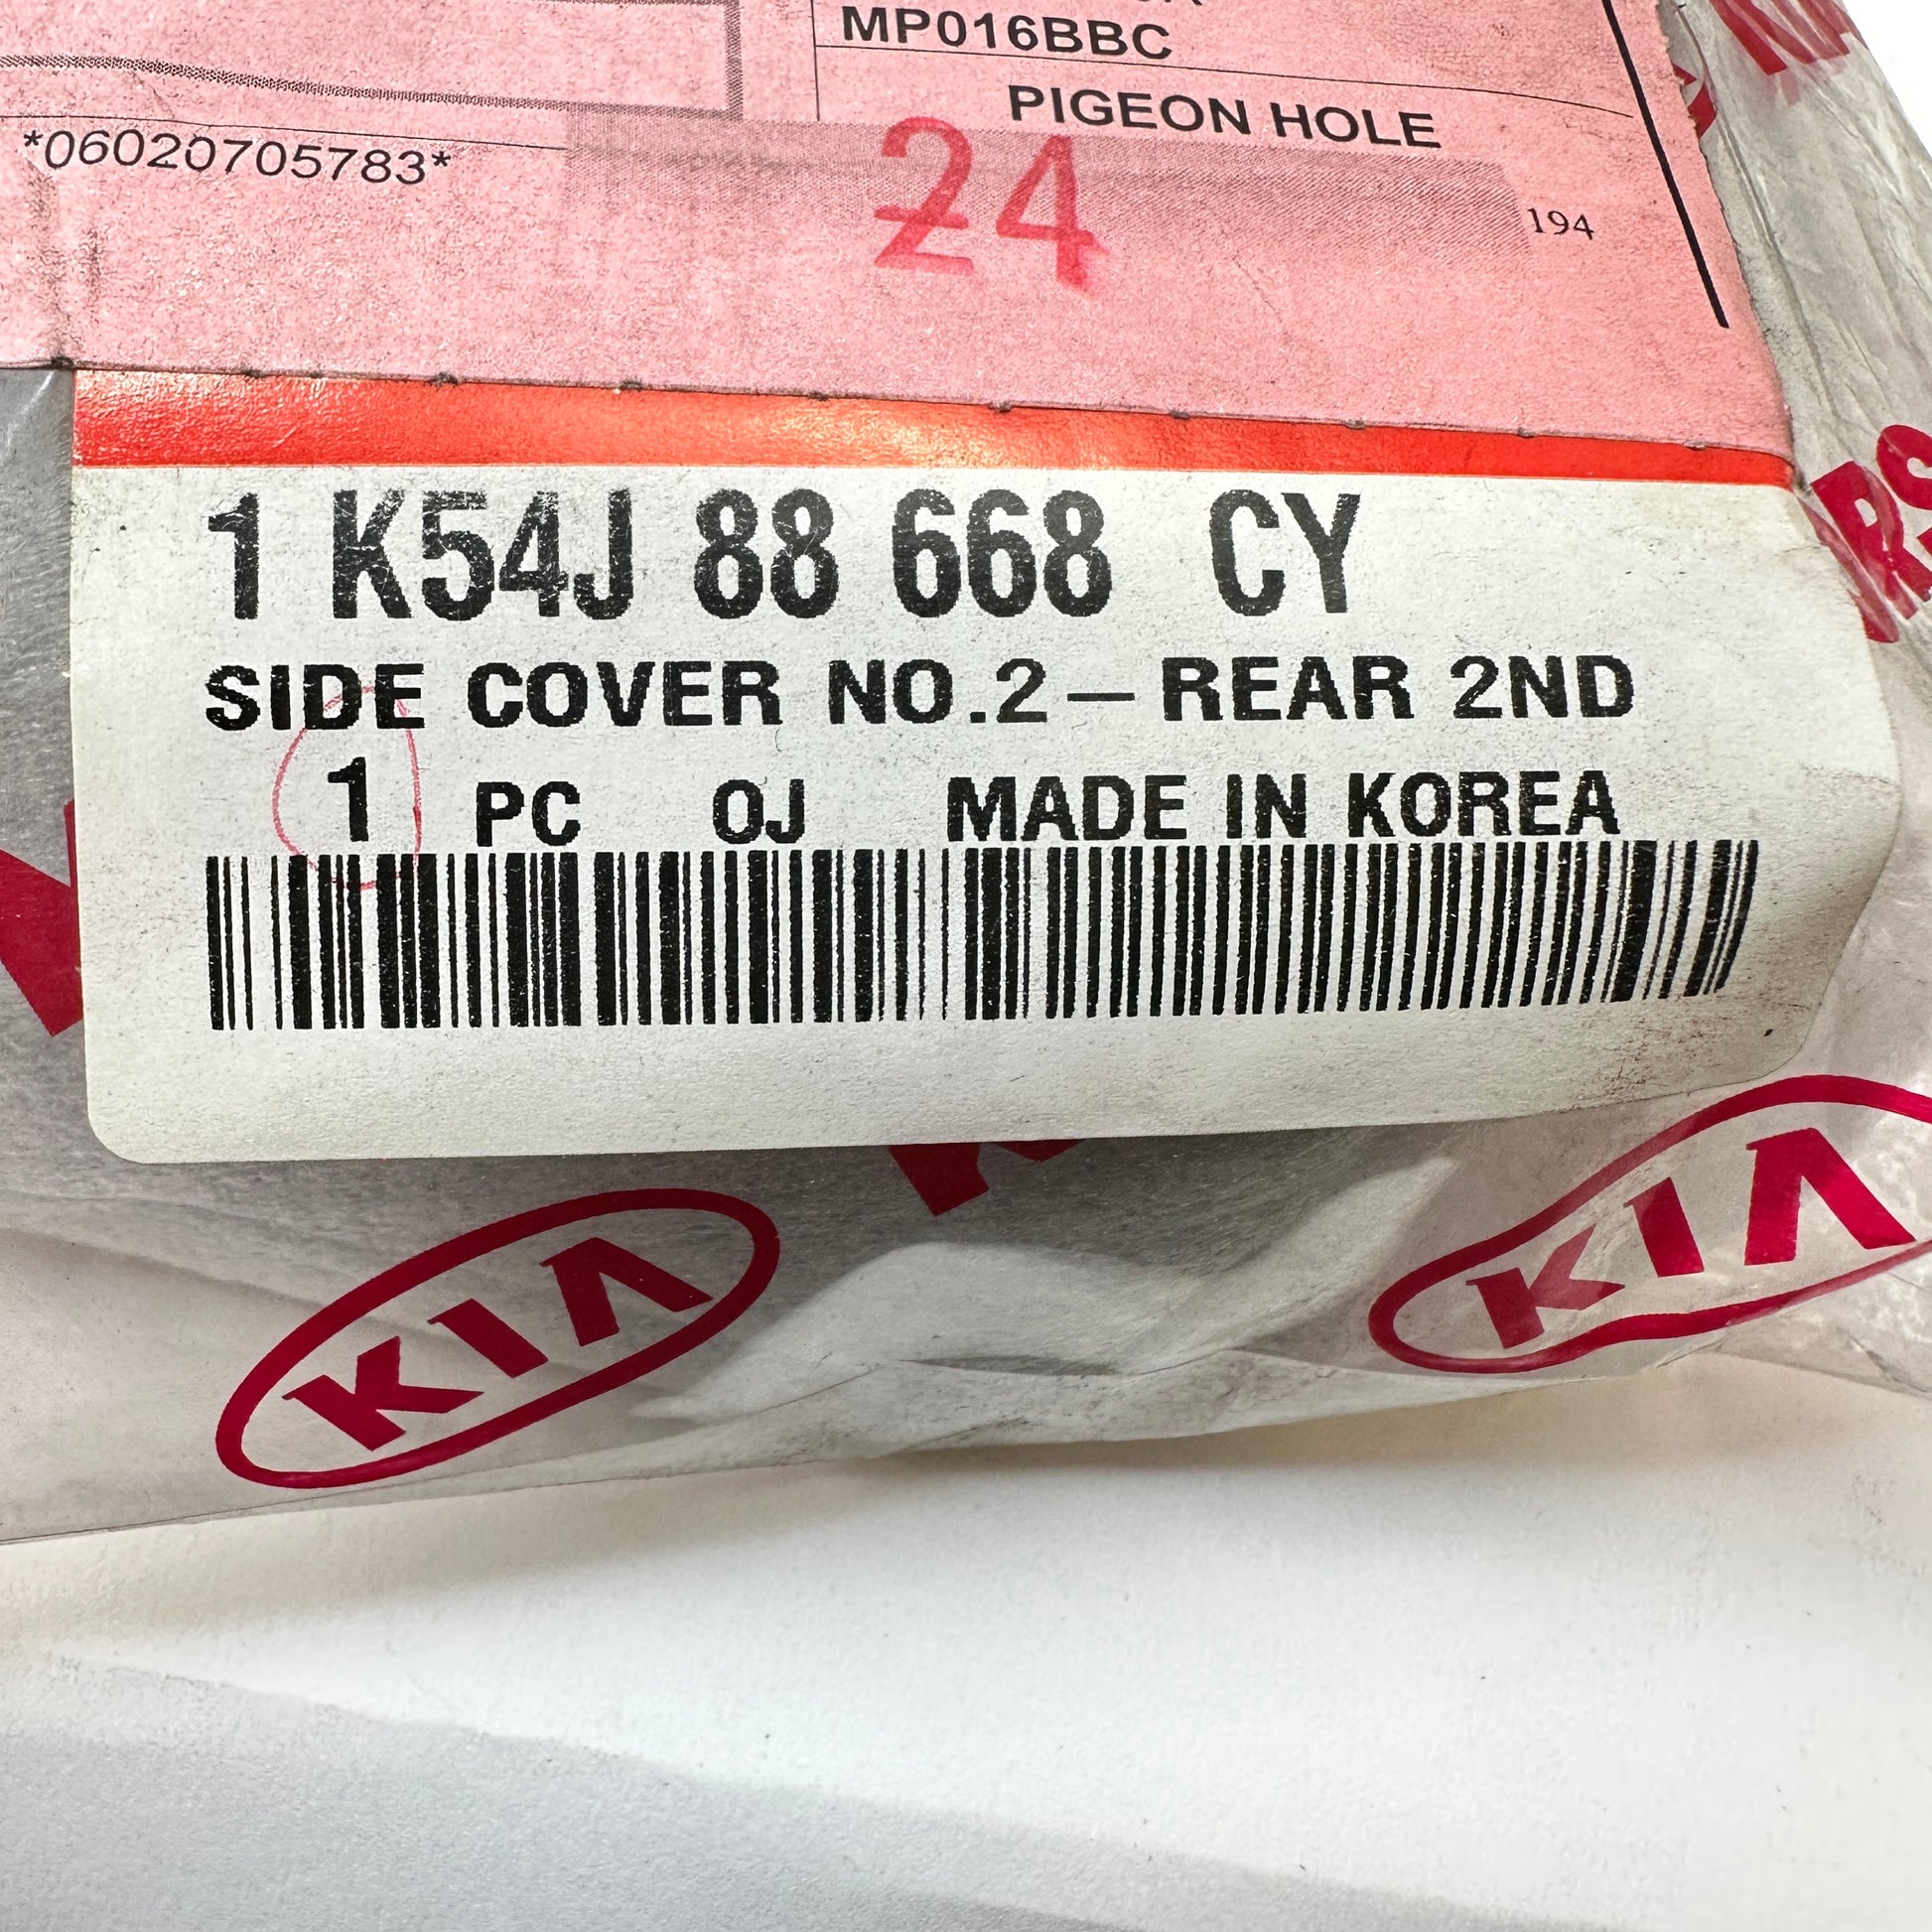 MP016BBC
PIGEON HOLE
*06020705783*
24
194
1 K54J 88 668 CY
SIDE COVER NO.2—REAR 2ND
1 PC OJ MADE IN KOREA
KIA
KIA